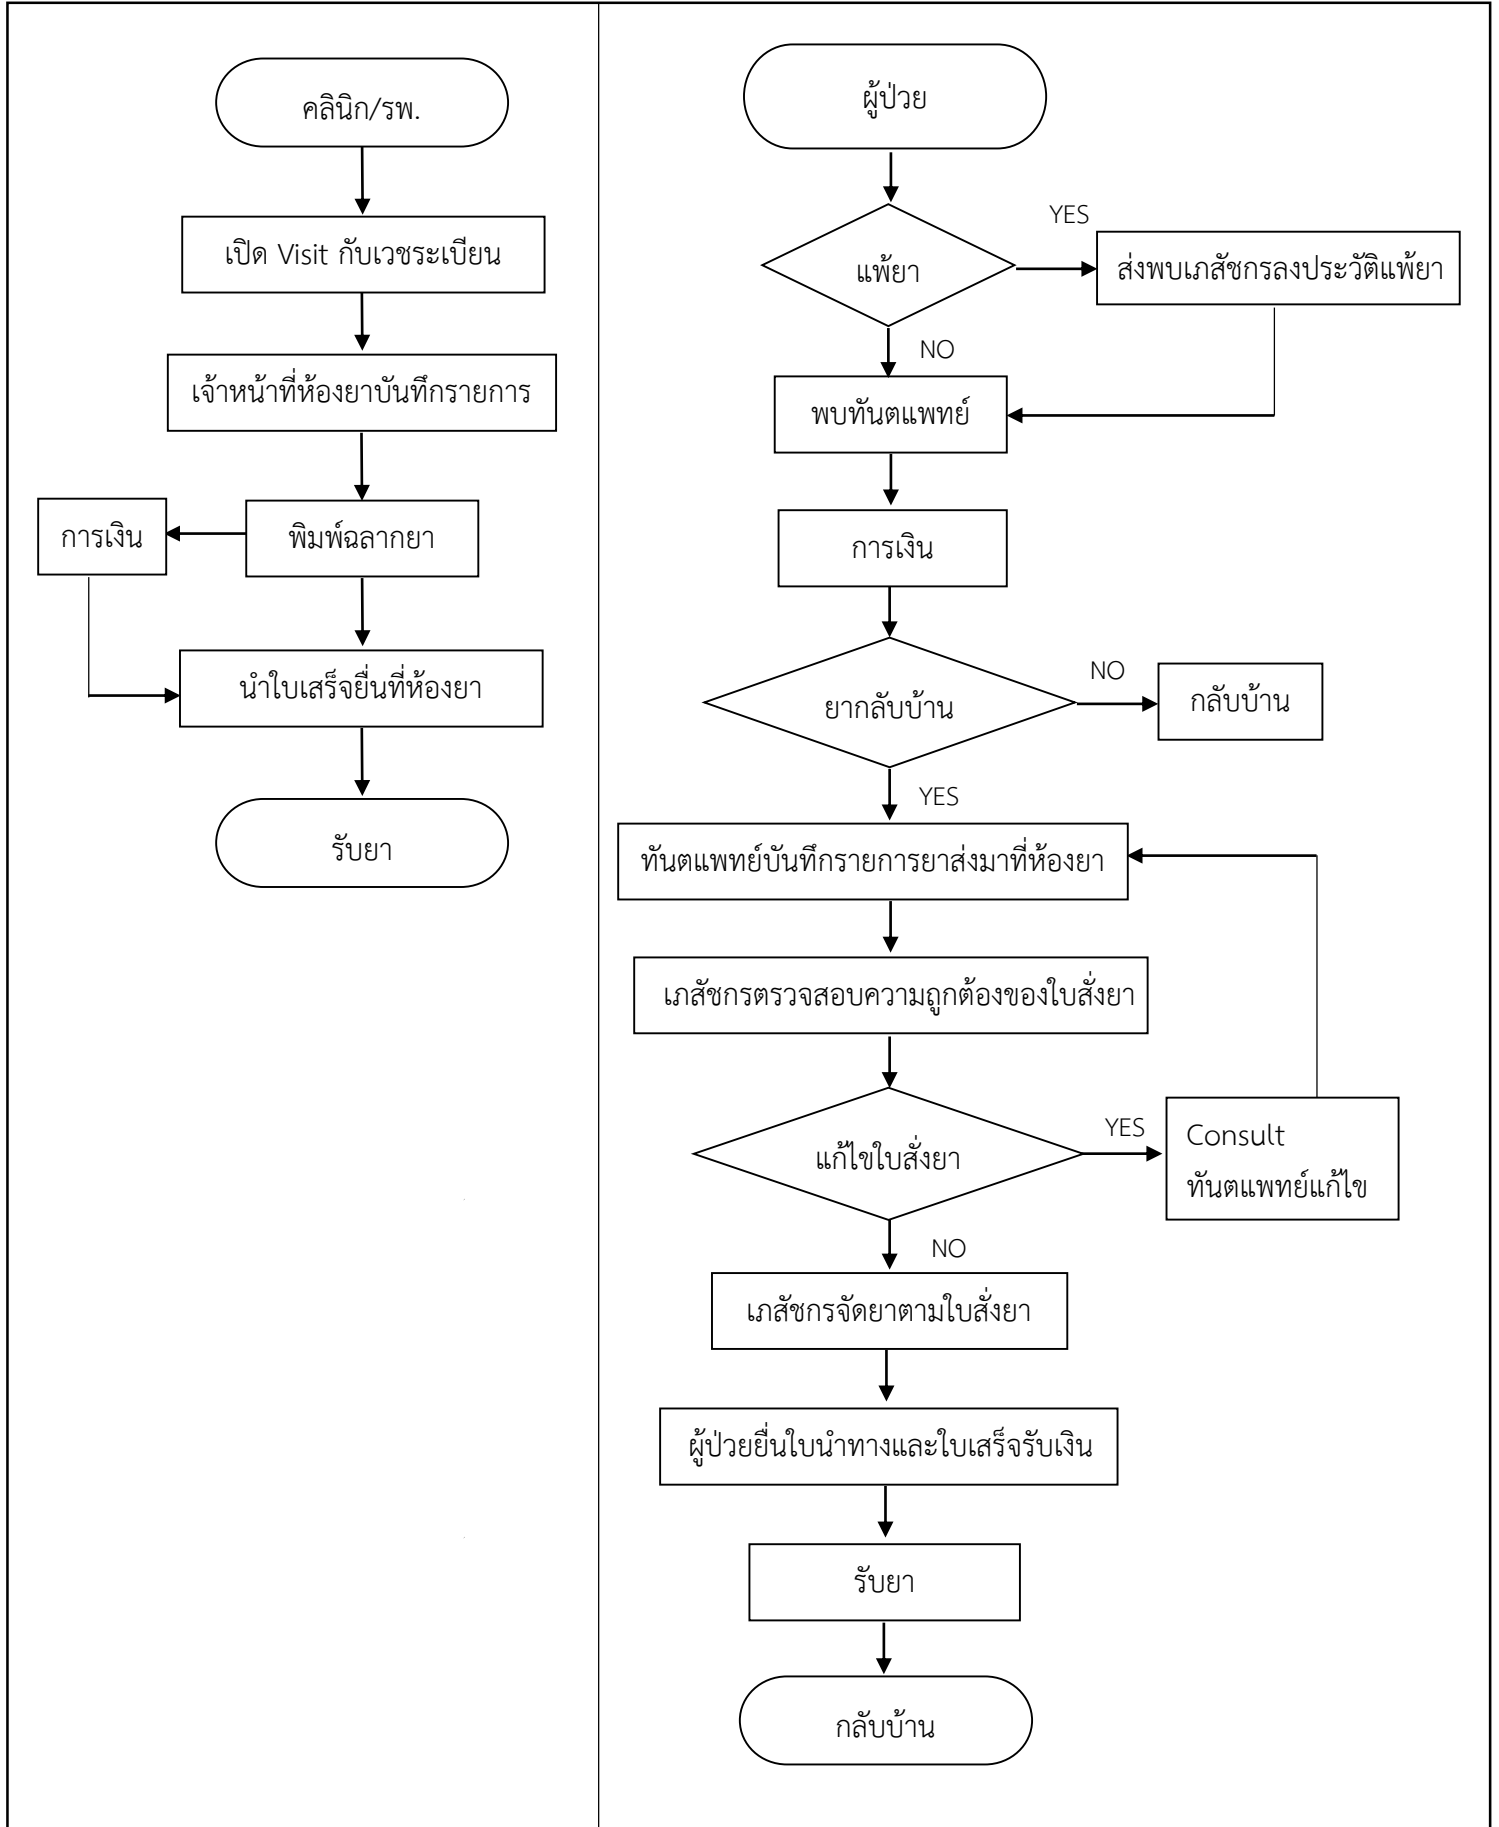 คลินิก/รพ.
เปิด Visit กับเวชระเบียน
เจ้าหน้าที่ห้องยาบันทึกรายการ
การเงิน
พิมพ์ฉลากยา
นำใบเสร็จยื่นที่ห้องยา
รับยา
ผู้ป่วย
แพ้ยา
YES
ส่งพบเภสัชกรลงประวัติแพ้ยา
NO
พบทันตแพทย์
การเงิน
ยากลับบ้าน
NO
กลับบ้าน
YES
ทันตแพทย์บันทึกรายการยาส่งมาที่ห้องยา
เภสัชกรตรวจสอบความถูกต้องของใบสั่งยา
แก้ไขใบสั่งยา
YES
Consult
ทันตแพทย์แก้ไข
NO
เภสัชกรจัดยาตามใบสั่งยา
ผู้ป่วยยื่นใบนำทางและใบเสร็จรับเงิน
รับยา
กลับบ้าน